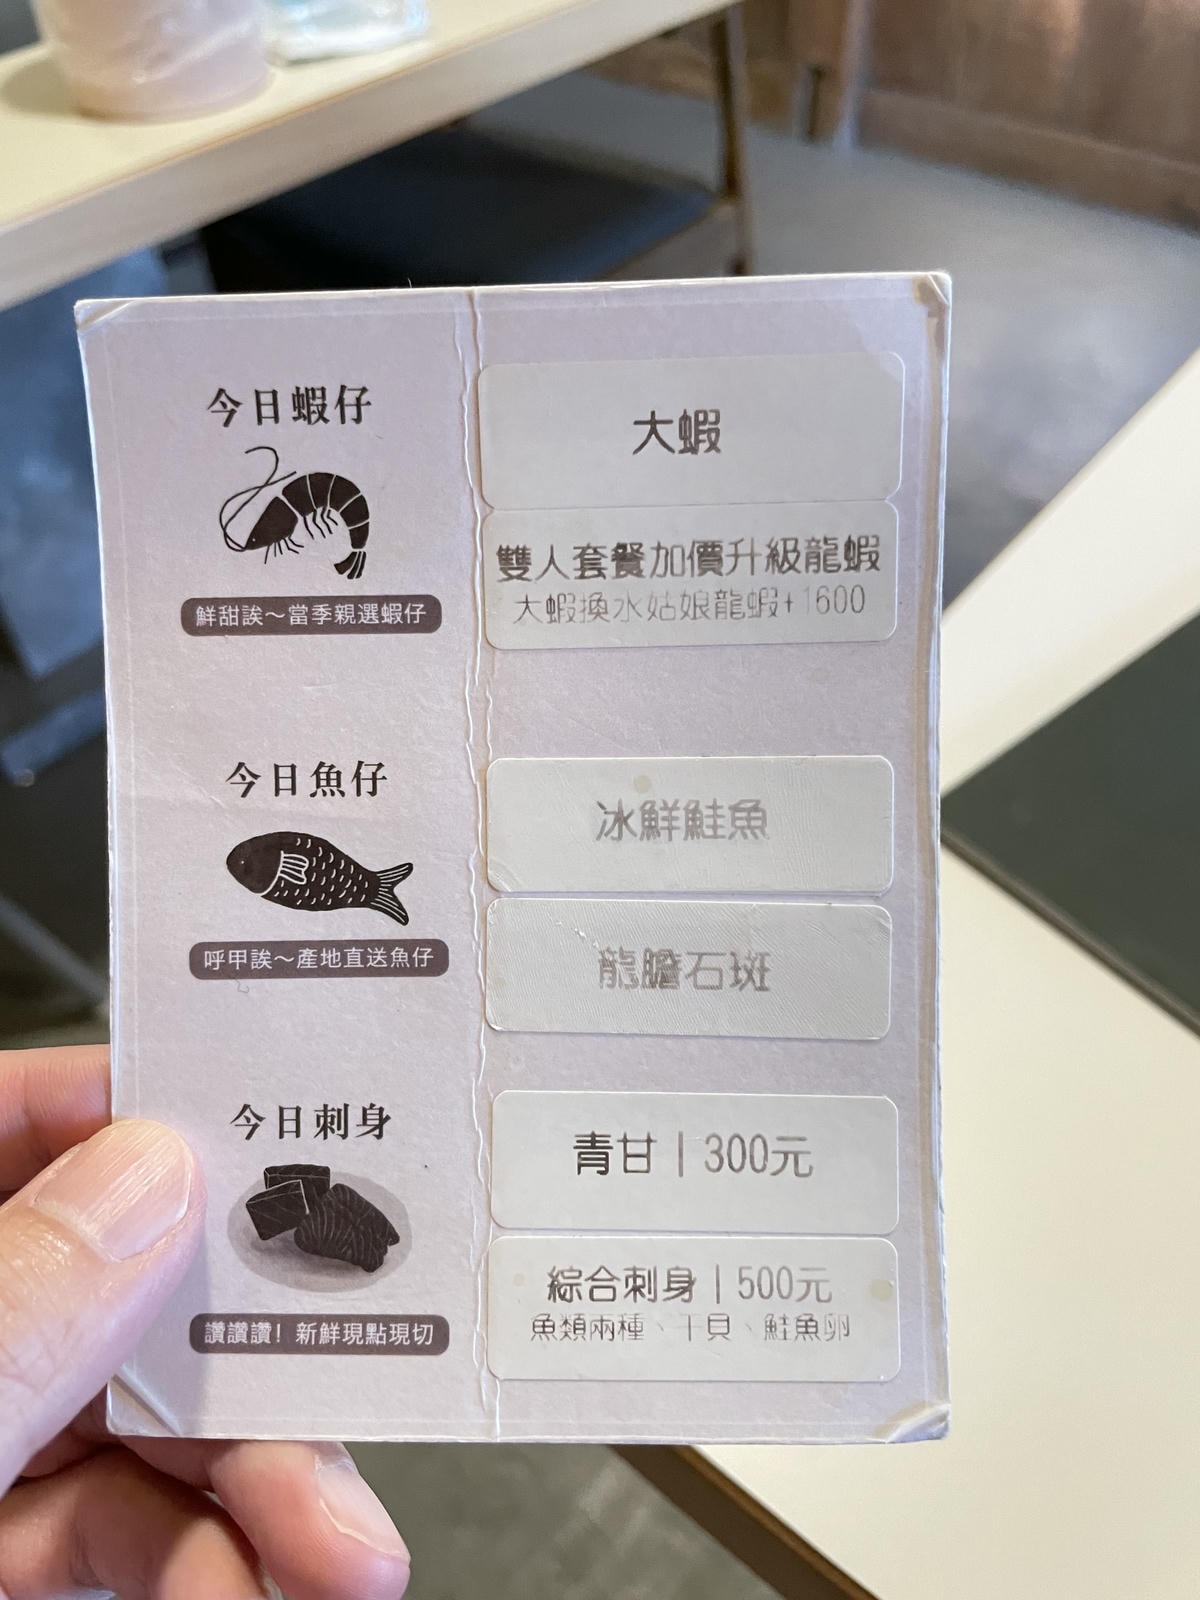 今日蝦仔
鮮甜誒～當季親選蝦仔
大蝦
雙人套餐加價升級龍蝦
大蝦換水姑娘龍蝦+1600
今日魚仔
呼甲誒～產地直送魚仔
冰鮮鮭魚
龍膽石斑
今日刺身
讚讚讚！新鮮現點現切
青甘｜300元
綜合刺身｜500元
魚類兩種、干貝、鮭魚卵